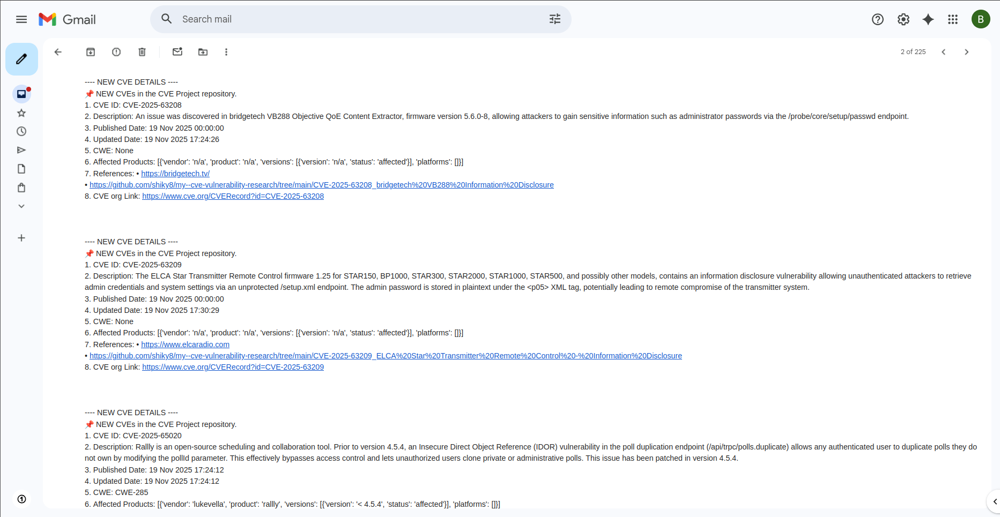 Gmail
Search mail
B
2 of 225
---- NEW CVE DETAILS ----
📌 NEW CVEs in the CVE Project repository.
1. CVE ID: CVE-2025-63208
2. Description: An issue was discovered in bridgetech VB288 Objective QoE Content Extractor, firmware version 5.6.0-8, allowing attackers to gain sensitive information such as administrator passwords via the /probe/core/setup/passwd endpoint.
3. Published Date: 19 Nov 2025 00:00:00
4. Updated Date: 19 Nov 2025 17:24:26
5. CWE: None
6. Affected Products: [{'vendor': 'n/a', 'product': 'n/a', 'versions': [{'version': 'n/a', 'status': 'affected'}], 'platforms': []}]
7. References: • https://bridgetech.tv/
• https://github.com/shiky8/my--cve-vulnerability-research/tree/main/CVE-2025-63208_bridgetech%20VB288%20Information%20Disclosure
8. CVE org Link: https://www.cve.org/CVERecord?id=CVE-2025-63208
---- NEW CVE DETAILS ----
📌 NEW CVEs in the CVE Project repository.
1. CVE ID: CVE-2025-63209
2. Description: The ELCA Star Transmitter Remote Control firmware 1.25 for STAR150, BP1000, STAR300, STAR2000, STAR1000, STAR500, and possibly other models, contains an information disclosure vulnerability allowing unauthenticated attackers to retrieve
admin credentials and system settings via an unprotected /setup.xml endpoint. The admin password is stored in plaintext under the <p05> XML tag, potentially leading to remote compromise of the transmitter system.
3. Published Date: 19 Nov 2025 00:00:00
4. Updated Date: 19 Nov 2025 17:30:29
5. CWE: None
6. Affected Products: [{'vendor': 'n/a', 'product': 'n/a', 'versions': [{'version': 'n/a', 'status': 'affected'}], 'platforms': []}]
7. References: • https://www.elcaradio.com
• https://github.com/shiky8/my--cve-vulnerability-research/tree/main/CVE-2025-63209_ELCA%20Star%20Transmitter%20Remote%20Control%20-%20Information%20Disclosure
8. CVE org Link: https://www.cve.org/CVERecord?id=CVE-2025-63209
---- NEW CVE DETAILS ----
📌 NEW CVEs in the CVE Project repository.
1. CVE ID: CVE-2025-65020
2. Description: Rallly is an open-source scheduling and collaboration tool. Prior to version 4.5.4, an Insecure Direct Object Reference (IDOR) vulnerability in the poll duplication endpoint (/api/trpc/polls.duplicate) allows any authenticated user to duplicate polls they do
not own by modifying the pollId parameter. This effectively bypasses access control and lets unauthorized users clone private or administrative polls. This issue has been patched in version 4.5.4.
3. Published Date: 19 Nov 2025 17:24:12
4. Updated Date: 19 Nov 2025 17:24:12
5. CWE: CWE-285
6. Affected Products: [{'vendor': 'lukevella', 'product': 'rallly', 'versions': [{'version': '< 4.5.4', 'status': 'affected'}], 'platforms': []}]